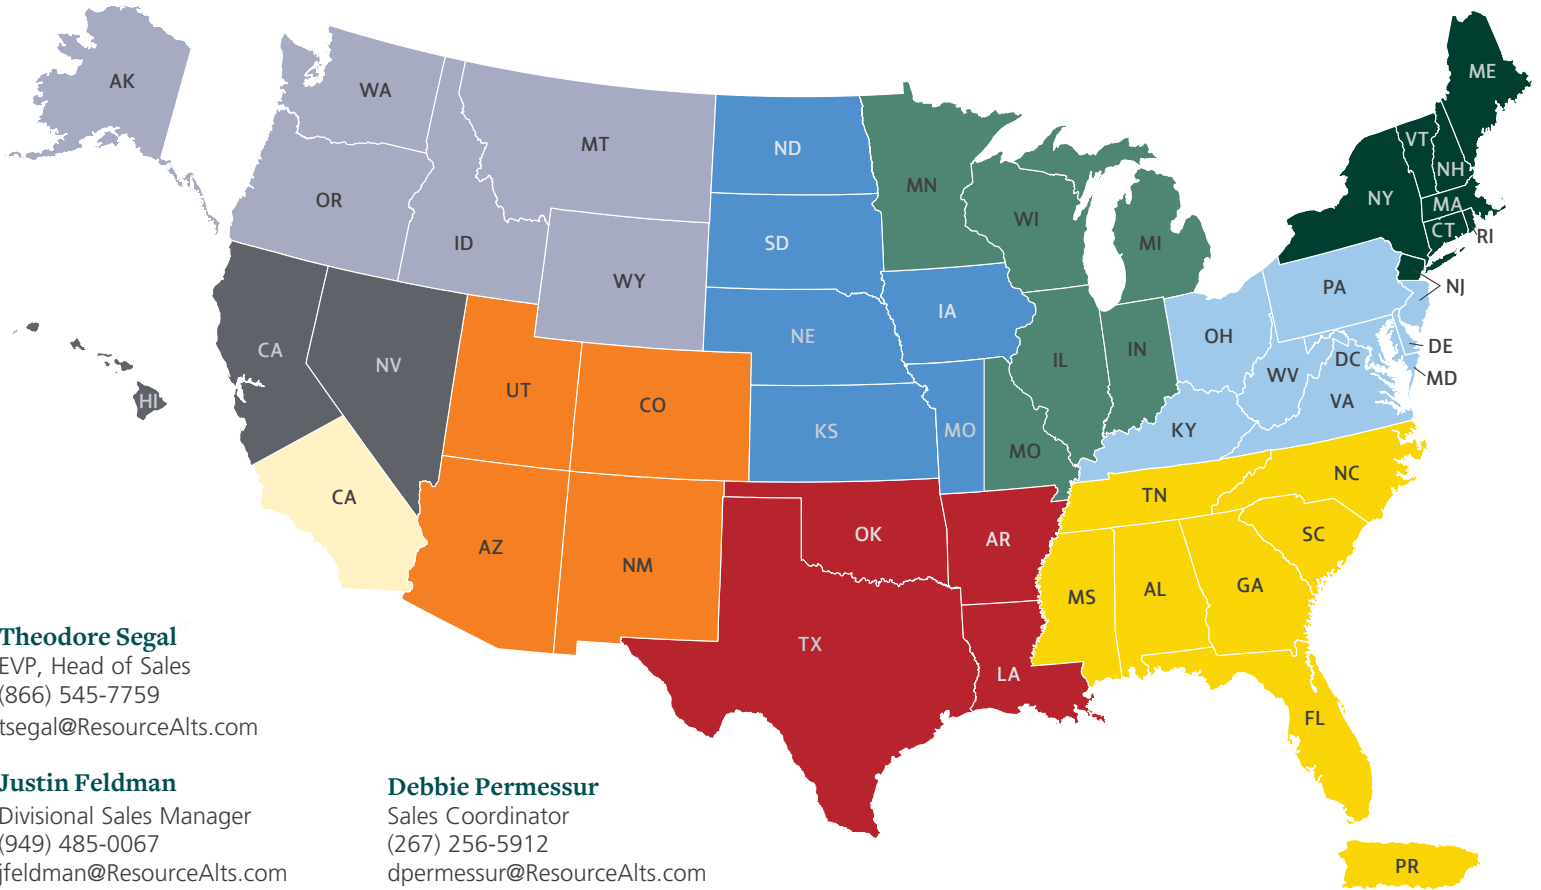 AK
WA
OR
ID
MT
WY
ND
SD
NE
KS
MN
WI
MI
IA
IL
IN
MO
MO
ME
VT
NH
NY
MA
CT
RI
NJ
PA
OH
DE
MD
DC
WV
VA
KY
CA
NV
HI
CA
UT
CO
AZ
NM
OK
AR
TX
LA
TN
NC
SC
MS
AL
GA
FL
PR
Theodore Segal
EVP, Head of Sales
(866) 545-7759
tsegal@ResourceAlts.com
Justin Feldman
Divisional Sales Manager
(949) 485-0067
jfeldman@ResourceAlts.com
Debbie Permessur
Sales Coordinator
(267) 256-5912
dpermessur@ResourceAlts.com